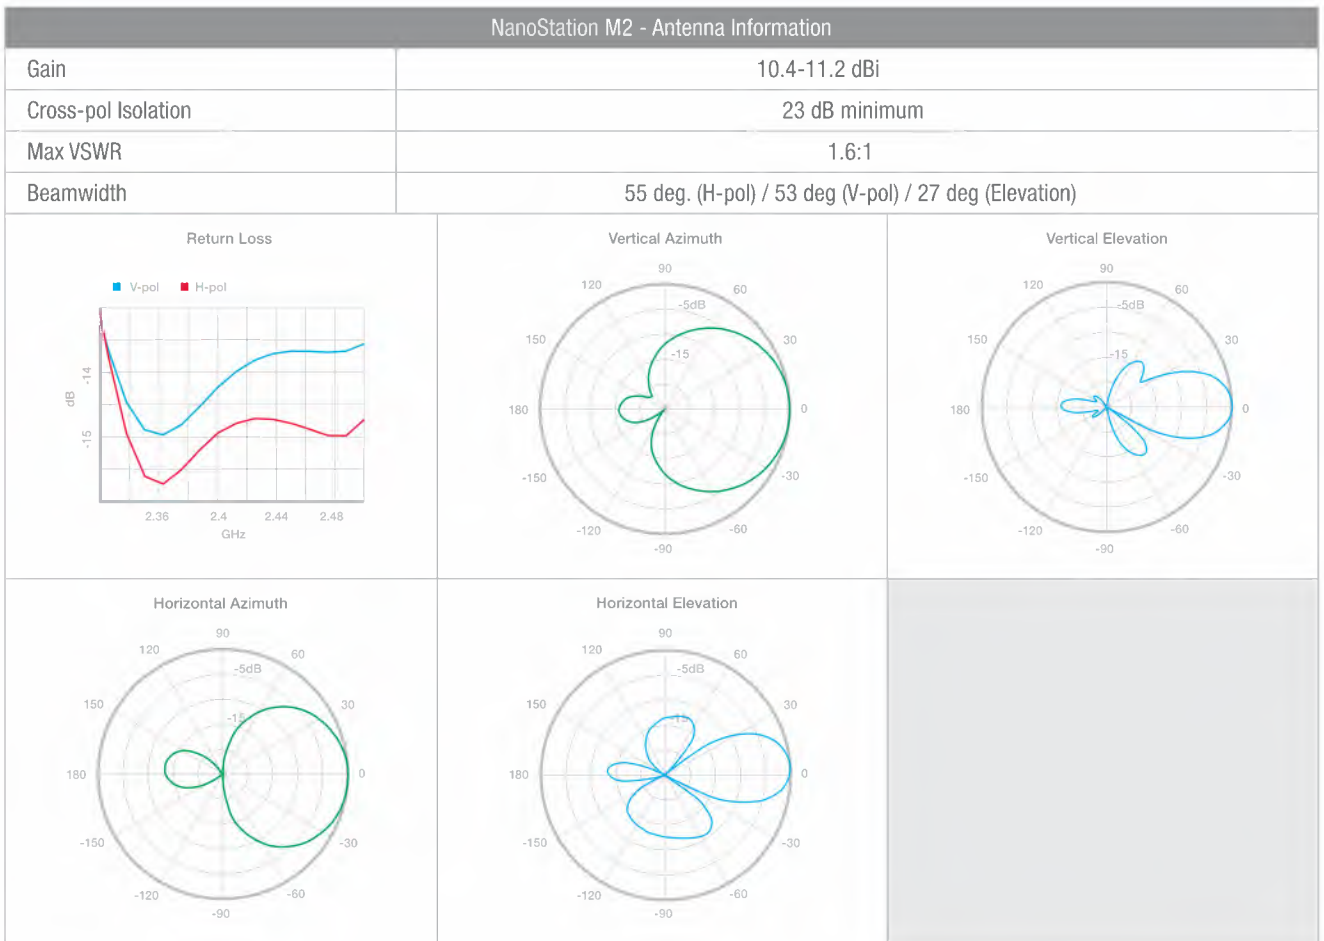 NanoStation M2 - Antenna Information
Gain 10.4-11.2 dBi
Cross-pol Isolation 23 dB minimum
Max VSWR 1.6:1
Beamwidth 55 deg. (H-pol) / 53 deg (V-pol) / 27 deg (Elevation)
Return Loss
V-pol H-pol
-14
dB
-15
2.36 2.4 2.44 2.48
GHz
Vertical Azimuth
90
120 60
-5dB
150 30
-15
180 0
-150 -30
-120 -60
-90
Vertical Elevation
90
120 60
-5dB
150 30
-15
180 0
-150 -30
-120 -60
-90
Horizontal Azimuth
90
120 60
-5dB
150 30
-15
180 0
-150 -30
-120 -60
-90
Horizontal Elevation
90
120 60
-5dB
150 30
-15
180 0
-150 -30
-120 -60
-90